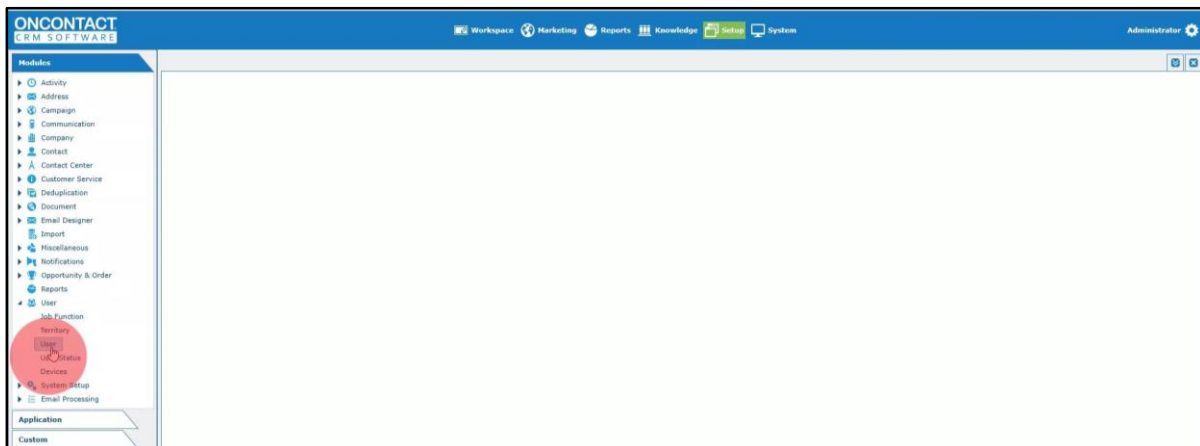 ONCONTACT
CRM SOFTWARE
Workspace Marketing Reports Knowledge Setup System
Administrator
Modules
Activity
Address
Campaign
Communication
Company
Contact
Contact Center
Customer Service
Deduplication
Document
Email Designer
Import
Miscellaneous
Notifications
Opportunity & Order
Reports
User
Job Function
Territory
User
User Status
Devices
System Setup
Email Processing
Application
Custom